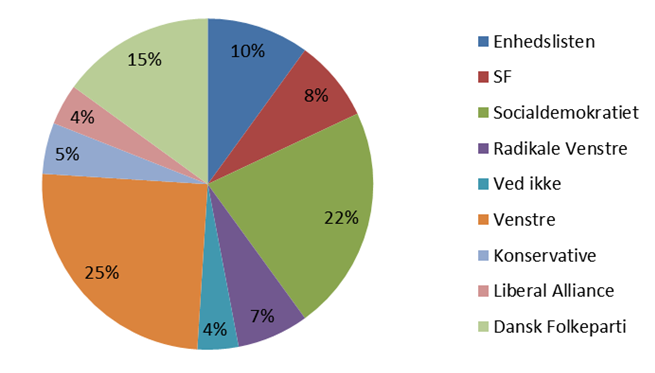 10%
8%
22%
7%
4%
25%
5%
4%
15%
Enhedslisten
SF
Socialdemokratiet
Radikale Venstre
Ved ikke
Venstre
Konservative
Liberal Alliance
Dansk Folkeparti